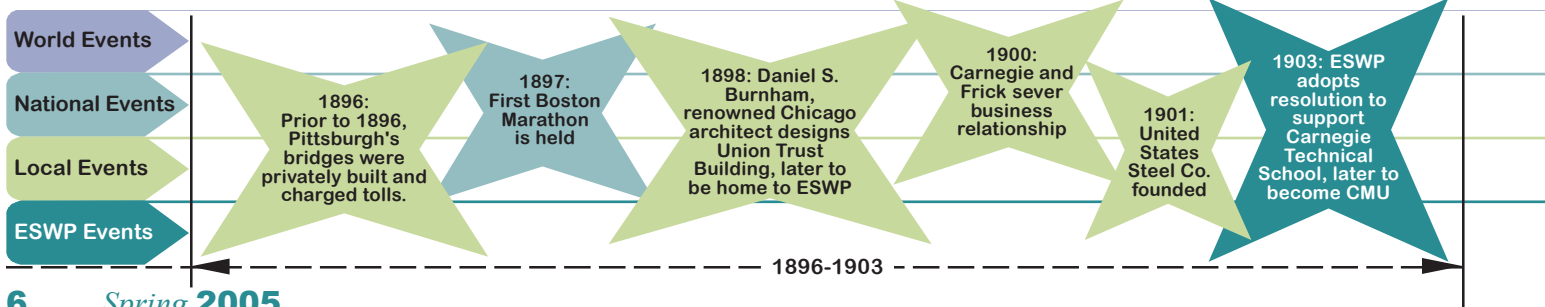 World Events
National Events
Local Events
ESWP Events
1896:
Prior to 1896,
Pittsburgh's
bridges were
privately built and
charged tolls.
1897:
First Boston
Marathon
is held
1898: Daniel S.
Burnham,
renowned Chicago
architect designs
Union Trust
Building, later to
be home to ESWP
1900:
Carnegie and
Frick sever
business
relationship
1901:
United
States
Steel Co.
founded
1903: ESWP
adopts
resolution to
support
Carnegie
Technical
School, later to
become CMU
1896-1903
6 Spring 2005